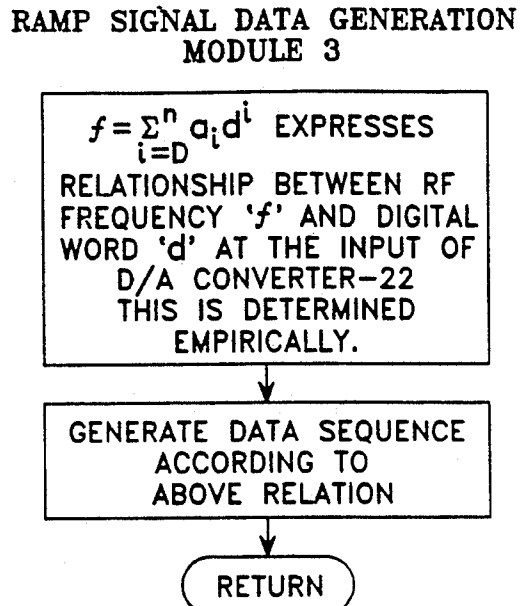 RAMP SIGNAL DATA GENERATION
MODULE 3
f = Σⁿ aᵢdⁱ EXPRESSES
i=D
RELATIONSHIP BETWEEN RF
FREQUENCY 'f' AND DIGITAL
WORD 'd' AT THE INPUT OF
D/A CONVERTER-22
THIS IS DETERMINED
EMPIRICALLY.
GENERATE DATA SEQUENCE
ACCORDING TO
ABOVE RELATION
RETURN